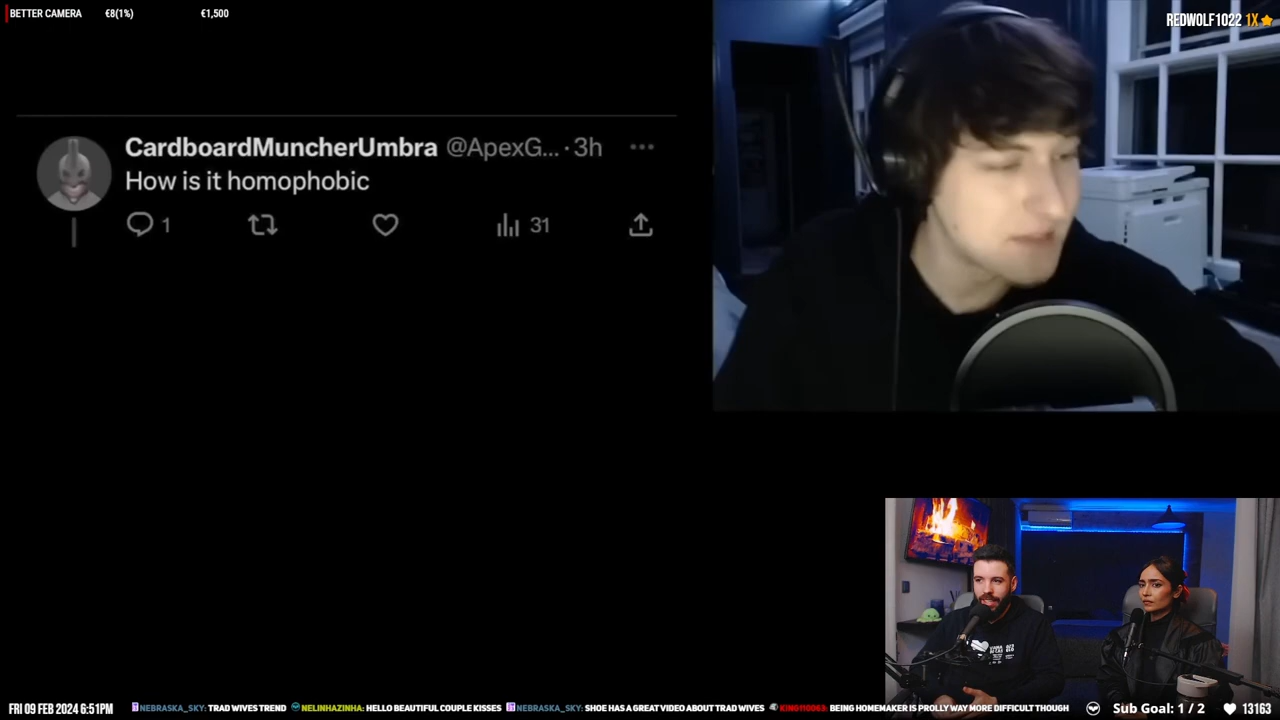 BETTER CAMERA €8(1%) €1,500
REDWOLF1022 1X
CardboardMuncherUmbra @ApexG... · 3h
How is it homophobic
1 31
FRI 09 FEB 2024 6:51PM NEBRASKA_SKY: TRAD WIVES TREND NELINHAZINHA: HELLO BEAUTIFUL COUPLE KISSES NEBRASKA_SKY: SHOE HAS A GREAT VIDEO ABOUT TRAD WIVES KING110063: BEING HOMEMAKER IS PROLLY WAY MORE DIFFICULT THOUGH Sub Goal: 1 / 2 13163